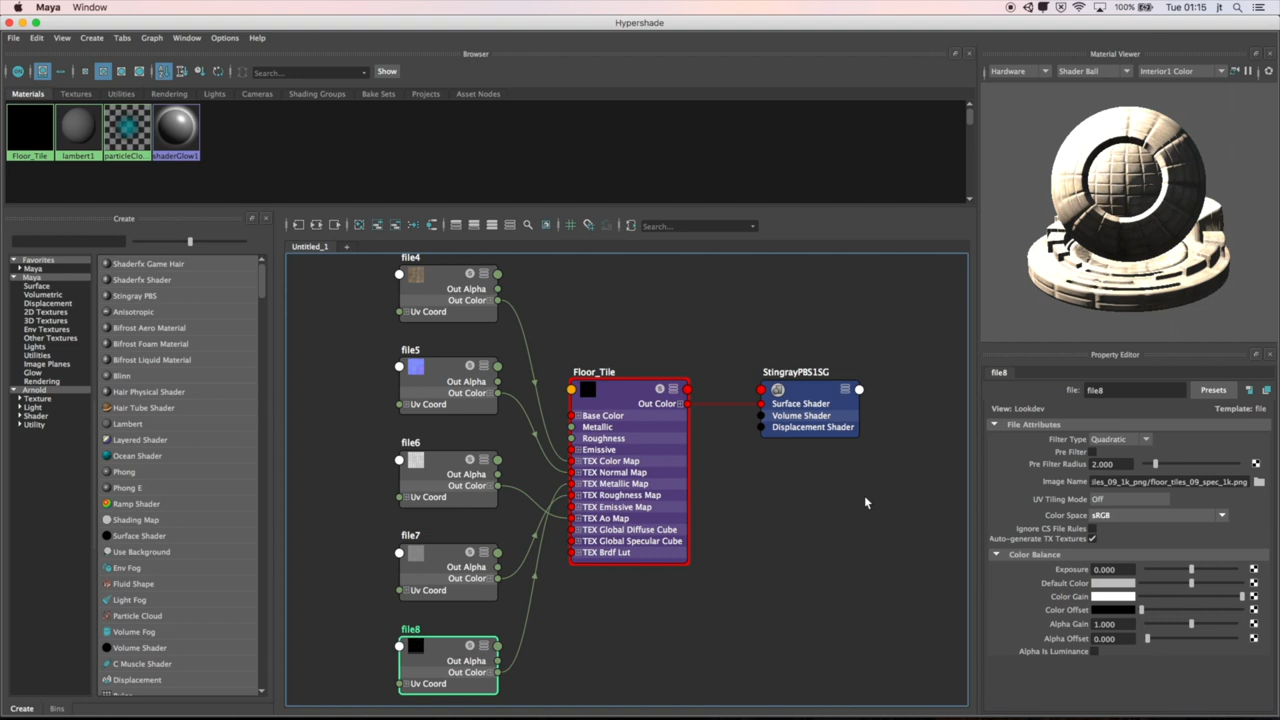 Maya Window 100% Tue 01:15 jt
Hypershade
File Edit View Create Tabs Graph Window Options Help
Browser
Search... Show
Materials Textures Utilities Rendering Lights Cameras Shading Groups Bake Sets Projects Asset Nodes
Floor_Tile lambert1 particleClo... shaderGlow1
Create
Favorites
Maya
Maya
Surface
Volumetric
Displacement
2D Textures
3D Textures
Env Textures
Other Textures
Lights
Utilities
Image Planes
Glow
Rendering
Arnold
Texture
Light
Shader
Utility
Shaderfx Game Hair
Shaderfx Shader
Stingray PBS
Anisotropic
Bifrost Aero Material
Bifrost Foam Material
Bifrost Liquid Material
Blinn
Hair Physical Shader
Hair Tube Shader
Lambert
Layered Shader
Ocean Shader
Phong
Phong E
Ramp Shader
Shading Map
Surface Shader
Use Background
Env Fog
Fluid Shape
Light Fog
Particle Cloud
Volume Fog
Volume Shader
C Muscle Shader
Displacement
Create Bins
Search...
Untitled_1 +
file4
Out Alpha
Out Color
Uv Coord
file5
Out Alpha
Out Color
Uv Coord
file6
Out Alpha
Out Color
Uv Coord
file7
Out Alpha
Out Color
Uv Coord
file8
Out Alpha
Out Color
Uv Coord
Floor_Tile
Out Color
Base Color
Metallic
Roughness
Emissive
TEX Color Map
TEX Normal Map
TEX Metallic Map
TEX Roughness Map
TEX Emissive Map
TEX Ao Map
TEX Global Diffuse Cube
TEX Global Specular Cube
TEX Brdf Lut
StingrayPBS1SG
Surface Shader
Volume Shader
Displacement Shader
Material Viewer
Hardware Shader Ball Interior1 Color
Property Editor
file8
file: file8 Presets
View: Lookdev Template: file
File Attributes
Filter Type Quadratic
Pre Filter
Pre Filter Radius 2.000
Image Name iles_09_1k_png/floor_tiles_09_spec_1k.png
UV Tiling Mode Off
Color Space sRGB
Ignore CS File Rules
Auto-generate TX Textures
Color Balance
Exposure 0.000
Default Color
Color Gain
Color Offset
Alpha Gain 1.000
Alpha Offset 0.000
Alpha Is Luminance